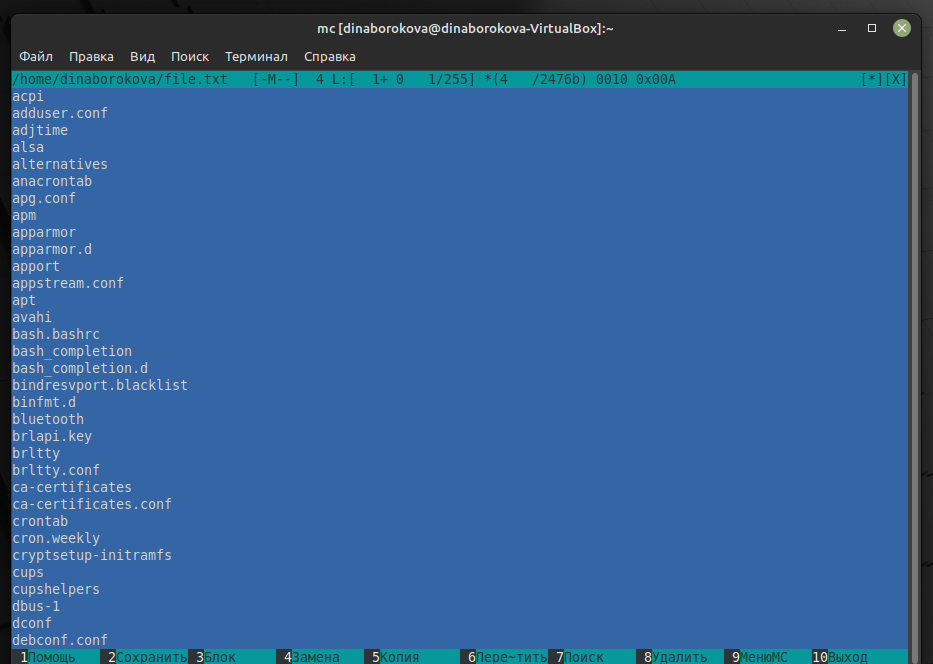 mc [dinaborokova@dinaborokova-VirtualBox]:~
Файл Правка Вид Поиск Терминал Справка
/home/dinaborokova/file.txt   [-M--]  4 L:[  1+ 0   1/255] *(4   /2476b) 0010 0x00A                       [*][X]
acpi
adduser.conf
adjtime
alsa
alternatives
anacrontab
apg.conf
apm
apparmor
apparmor.d
apport
appstream.conf
apt
avahi
bash.bashrc
bash_completion
bash_completion.d
bindresvport.blacklist
binfmt.d
bluetooth
brlapi.key
brltty
brltty.conf
ca-certificates
ca-certificates.conf
crontab
cron.weekly
cryptsetup-initramfs
cups
cupshelpers
dbus-1
dconf
debconf.conf
1Помощь 2Сохранить 3Блок 4Замена 5Копия 6Пере~тить 7Поиск 8Удалить 9МенюMC 10Выход